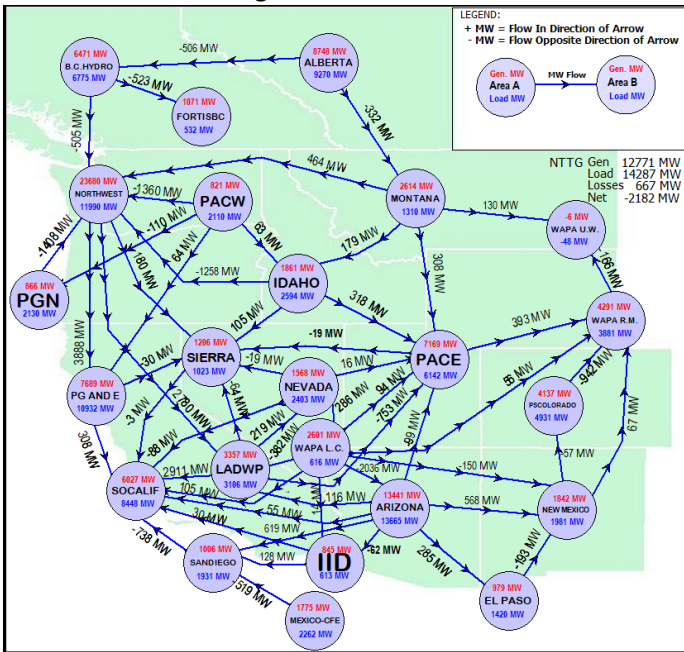 LEGEND:
+ MW = Flow In Direction of Arrow
- MW = Flow Opposite Direction of Arrow
Gen. MW
Area A
Load MW
MW Flow
Gen. MW
Area B
Load MW
NTTG Gen 12771 MW
Load 14287 MW
Losses 667 MW
Net -2182 MW
6471 MW
B.C.HYDRO
6775 MW
-506 MW
8748 MW
ALBERTA
9270 MW
-523 MW
1071 MW
FORTISBC
532 MW
-332 MW
-505 MW
464 MW
23680 MW
NORTHWEST
11990 MW
-1360 MW
821 MW
PACW
2110 MW
2614 MW
MONTANA
1310 MW
130 MW
-6 MW
WAPA U.W.
-48 MW
-110 MW
64 MW
83 MW
179 MW
308 MW
-166 MW
-1408 MW
180 MW
-1258 MW
866 MW
PGN
2130 MW
1861 MW
IDAHO
2594 MW
318 MW
105 MW
393 MW
4291 MW
WAPA R.M.
3881 MW
3888 MW
-19 MW
1206 MW
SIERRA
1023 MW
7169 MW
PACE
6142 MW
-30 MW
-19 MW
16 MW
7689 MW
PG AND E
10932 MW
1568 MW
NEVADA
2403 MW
286 MW
94 MW
-753 MW
55 MW
-942 MW
4137 MW
PSCOLORADO
4931 MW
67 MW
-3 MW
2780 MW
-64 MW
219 MW
-382 MW
-99 MW
308 MW
-88 MW
2601 MW
WAPA L.C.
616 MW
-57 MW
2911 MW
3357 MW
LADWP
3106 MW
2036 MW
-150 MW
6027 MW
SOCALIF
8448 MW
105 MW
116 MW
13441 MW
ARIZONA
13665 MW
568 MW
1842 MW
NEW MEXICO
1981 MW
55 MW
30 MW
619 MW
-738 MW
1006 MW
SANDIEGO
1931 MW
128 MW
845 MW
IID
613 MW
-62 MW
285 MW
-193 MW
-519 MW
979 MW
EL PASO
1420 MW
1775 MW
MEXICO-CFE
2262 MW